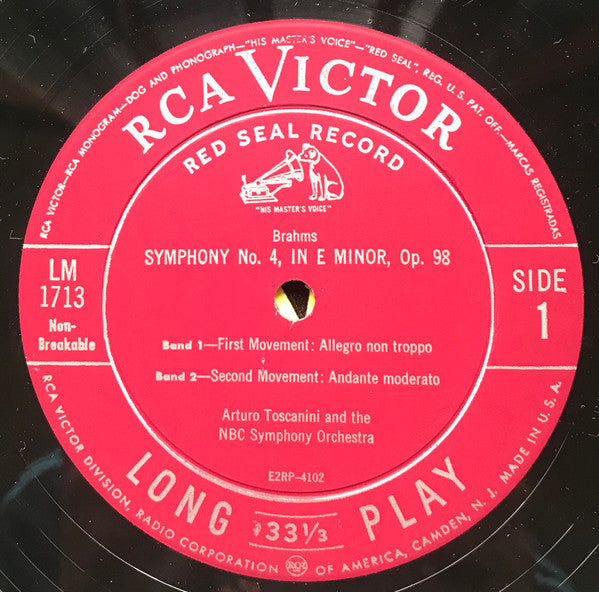 RCA VICTOR—RCA MONOGRAM—DOG AND PHONOGRAPH—"HIS MASTER'S VOICE"—"RED SEAL", REG. U. S. PAT. OFF.—MARCAS REGISTRADAS
RCA VICTOR
RED SEAL RECORD
"HIS MASTER'S VOICE"
Brahms
SYMPHONY No. 4, IN E MINOR, Op. 98
LM
1713
Non-
Breakable
SIDE
1
Band 1—First Movement: Allegro non troppo
Band 2—Second Movement: Andante moderato
Arturo Toscanini and the
NBC Symphony Orchestra
E2RP-4102
LONG 33 1/3 PLAY
RCA VICTOR DIVISION, RADIO CORPORATION OF AMERICA, CAMDEN, N. J. MADE IN U. S. A.
RCA